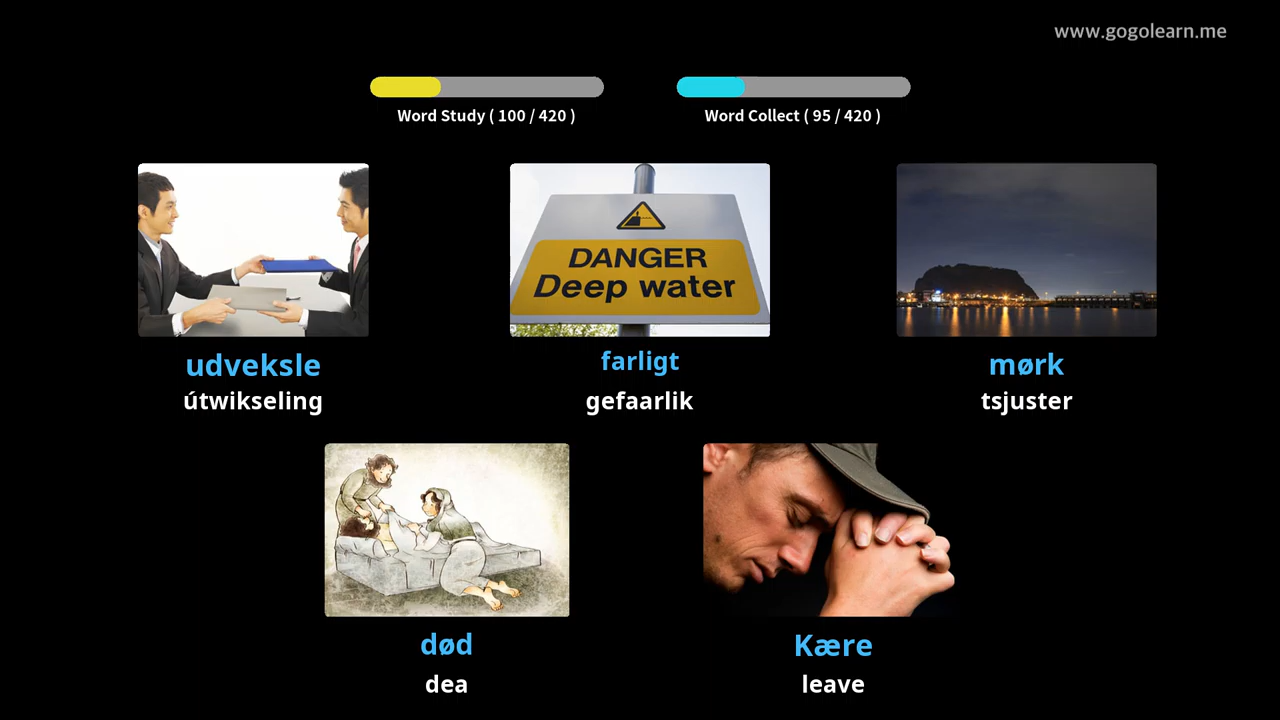 www.gogolearn.me
Word Study ( 100 / 420 )
Word Collect ( 95 / 420 )
DANGER
Deep water
udveksle
útwikseling
farligt
gefaarlik
mørk
tsjuster
død
dea
Kære
leave